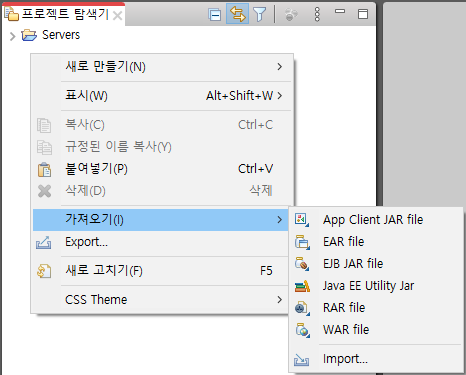 프로젝트 탐색기
Servers
새로 만들기(N)
표시(W) Alt+Shift+W
복사(C) Ctrl+C
규정된 이름 복사(Y)
붙여넣기(P) Ctrl+V
삭제(D) 삭제
가져오기(I)
Export...
새로 고치기(F) F5
CSS Theme
App Client JAR file
EAR file
EJB JAR file
Java EE Utility Jar
RAR file
WAR file
Import...